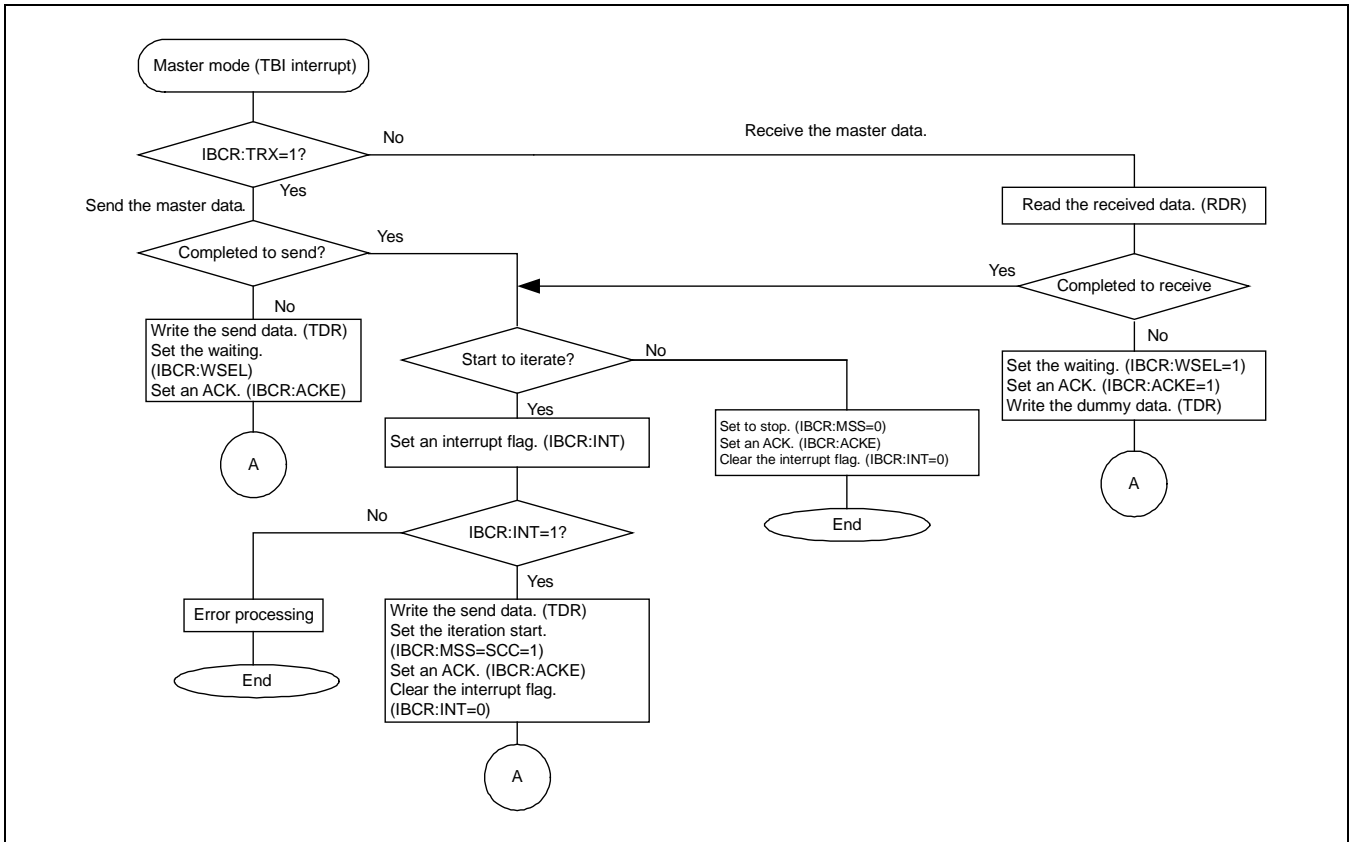 Master mode (TBI interrupt)
No
Receive the master data.
IBCR:TRX=1?
Yes
Send the master data.
Read the received data. (RDR)
Completed to send?
Yes
Yes
Completed to receive
No
Write the send data. (TDR)
Set the waiting.
(IBCR:WSEL)
Set an ACK. (IBCR:ACKE)
A
Start to iterate?
No
Yes
No
Set the waiting. (IBCR:WSEL=1)
Set an ACK. (IBCR:ACKE=1)
Write the dummy data. (TDR)
A
Set an interrupt flag. (IBCR:INT)
Set to stop. (IBCR:MSS=0)
Set an ACK. (IBCR:ACKE)
Clear the interrupt flag. (IBCR:INT=0)
End
No
IBCR:INT=1?
Yes
Error processing
End
Write the send data. (TDR)
Set the iteration start.
(IBCR:MSS=SCC=1)
Set an ACK. (IBCR:ACKE)
Clear the interrupt flag.
(IBCR:INT=0)
A